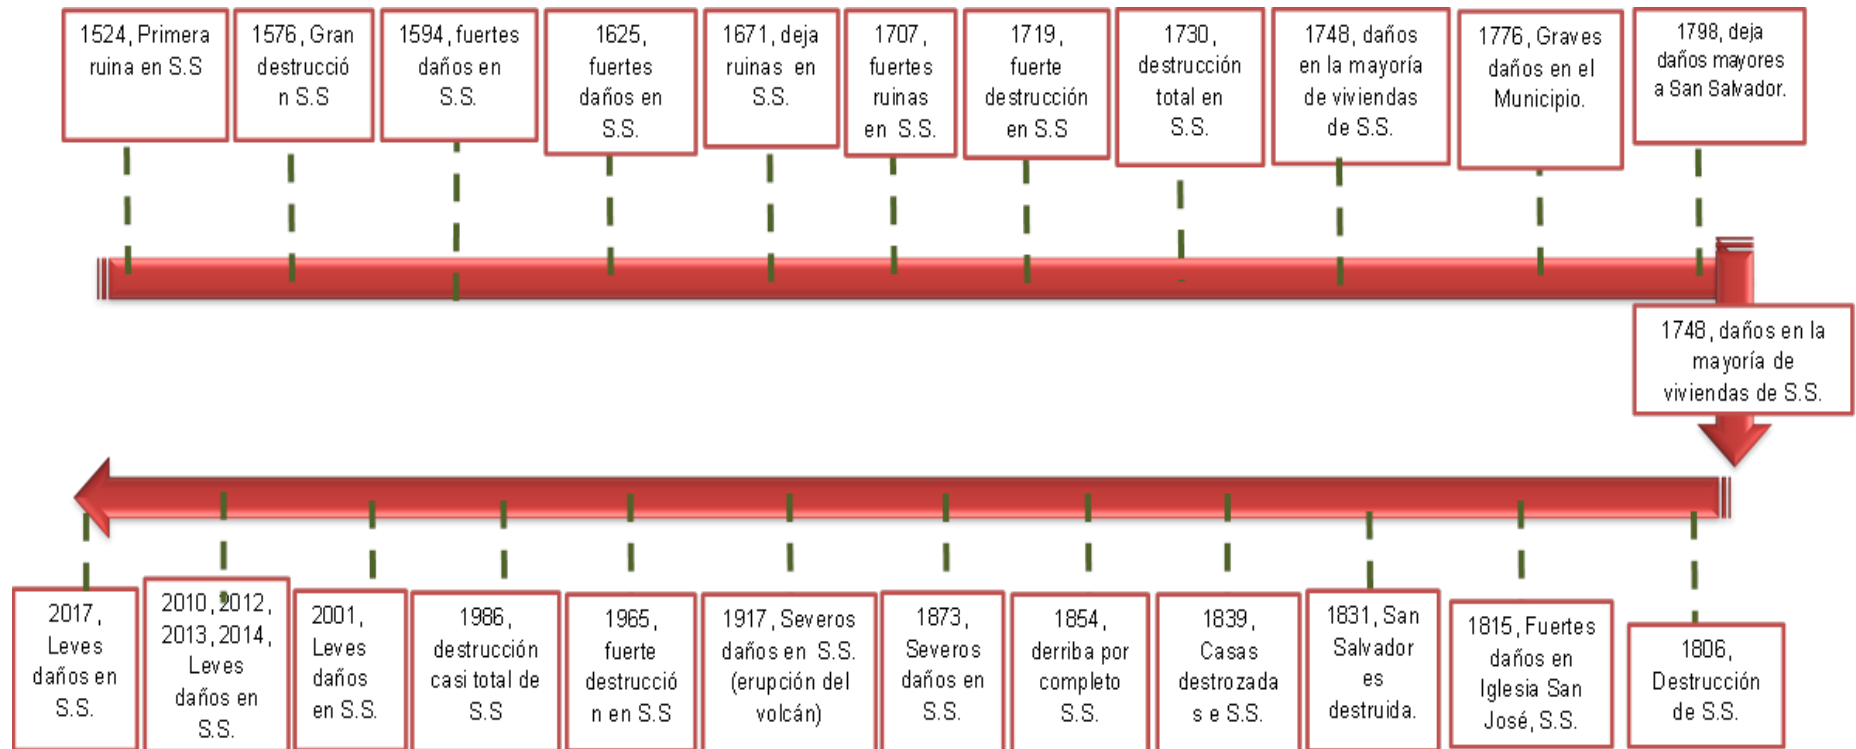 1524, Primera
ruina en S.S
1576, Gran
destrucció
n S.S
1594, fuertes
daños en
S.S.
1625,
fuertes
daños en
S.S.
1671, deja
ruinas en
S.S.
1707,
fuertes
ruinas
en S.S.
1719,
fuerte
destrucción
en S.S
1730,
destrucción
total en
S.S.
1748, daños
en la mayoría
de viviendas
de S.S.
1776, Graves
daños en el
Municipio.
1798, deja
daños mayores
a San Salvador.
1748, daños en la
mayoría de
viviendas de S.S.
1806,
Destrucción
de S.S.
1815, Fuertes
daños en
Iglesia San
José, S.S.
1831, San
Salvador
es
destruida.
1839,
Casas
destrozada
s e S.S.
1854,
derriba por
completo
S.S.
1873,
Severos
daños en
S.S.
1917, Severos
daños en S.S.
(erupción del
volcán)
1965,
fuerte
destrucció
n en S.S
1986,
destrucción
casi total de
S.S
2001,
Leves
daños
en S.S.
2010, 2012,
2013, 2014,
Leves
daños en
S.S.
2017,
Leves
daños en
S.S.